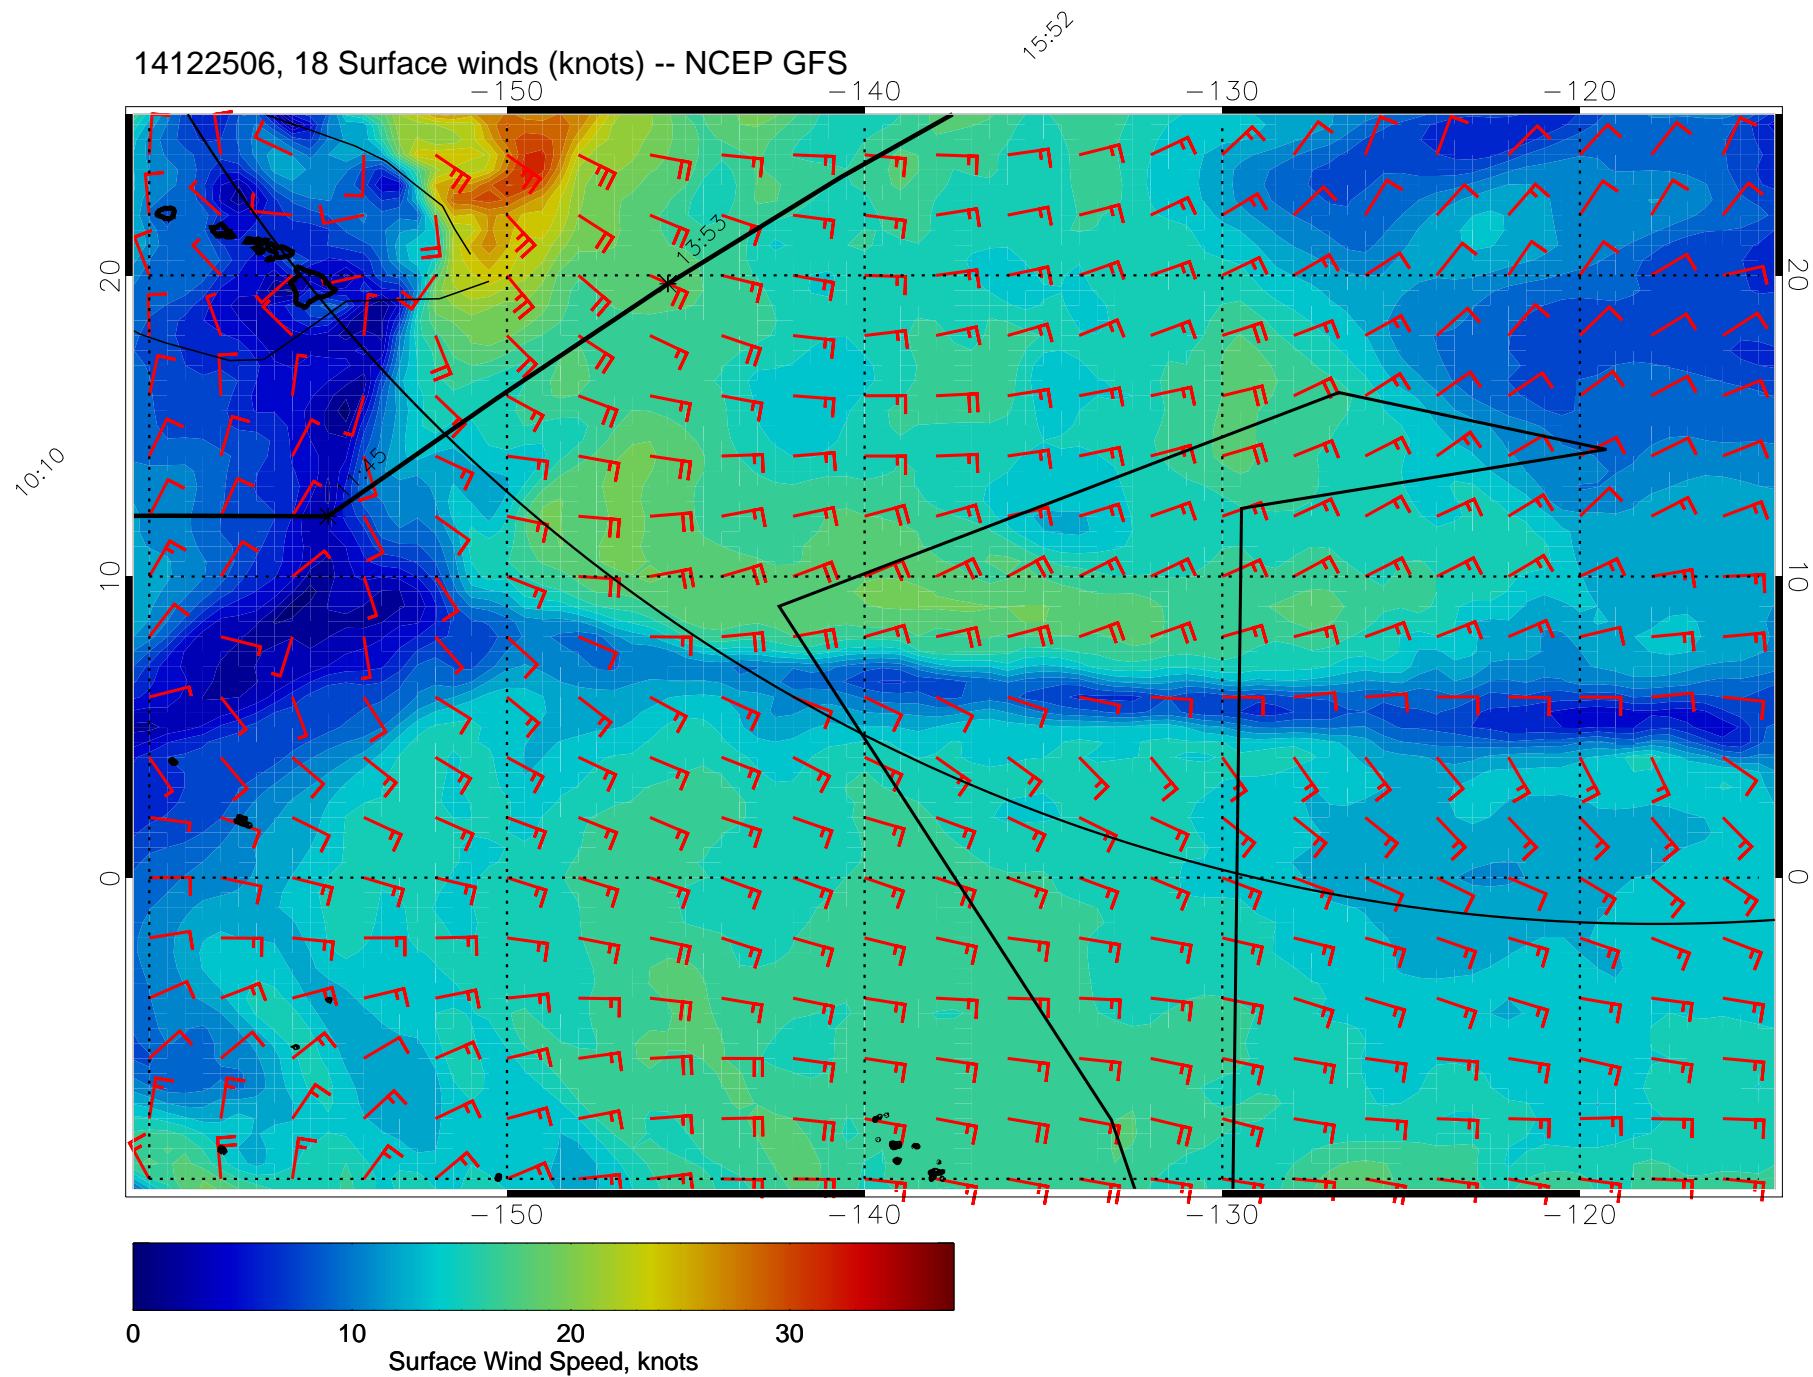 15:52
14122506, 18 Surface winds (knots) -- NCEP GFS
−150 −140 −130 −120
13:53
20 20
11:45
10:10
10 10
0 0
−150 −140 −130 −120
0 10 20 30
Surface Wind Speed, knots